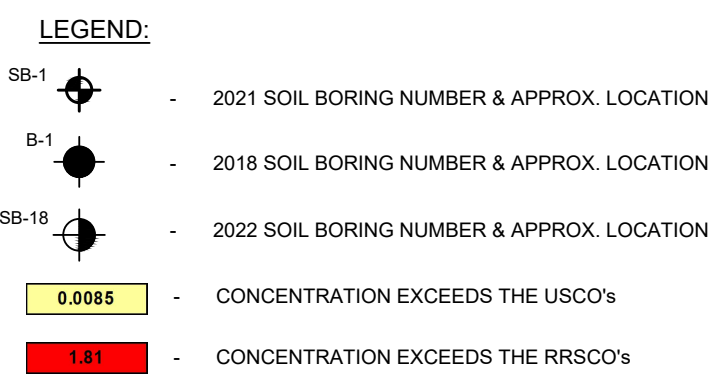 LEGEND:
SB-1 - 2021 SOIL BORING NUMBER & APPROX. LOCATION
B-1 - 2018 SOIL BORING NUMBER & APPROX. LOCATION
SB-18 - 2022 SOIL BORING NUMBER & APPROX. LOCATION
0.0085 - CONCENTRATION EXCEEDS THE USCO's
1.81 - CONCENTRATION EXCEEDS THE RRSCO's